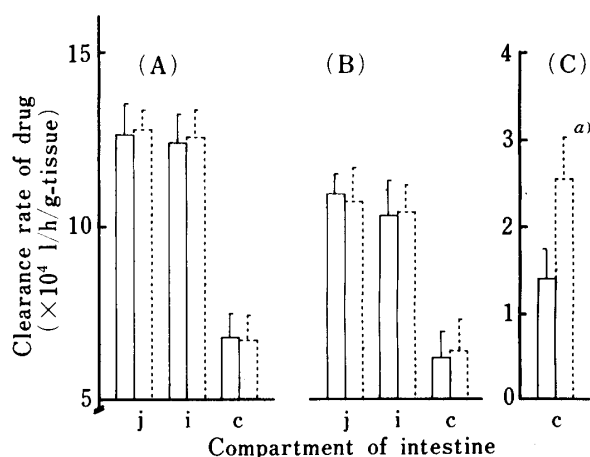 Clearance rate of drug
(×10⁴ l/h/g-tissue)
15
10
5
(A)
(B)
(C)
4
3
2
1
0
a)
j i c
j i c
c
Compartment of intestine